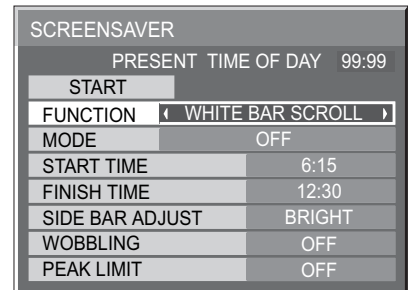 SCREENSAVER
PRESENT TIME OF DAY 99:99
START
FUNCTION WHITE BAR SCROLL
MODE OFF
START TIME 6:15
FINISH TIME 12:30
SIDE BAR ADJUST BRIGHT
WOBBLING OFF
PEAK LIMIT OFF